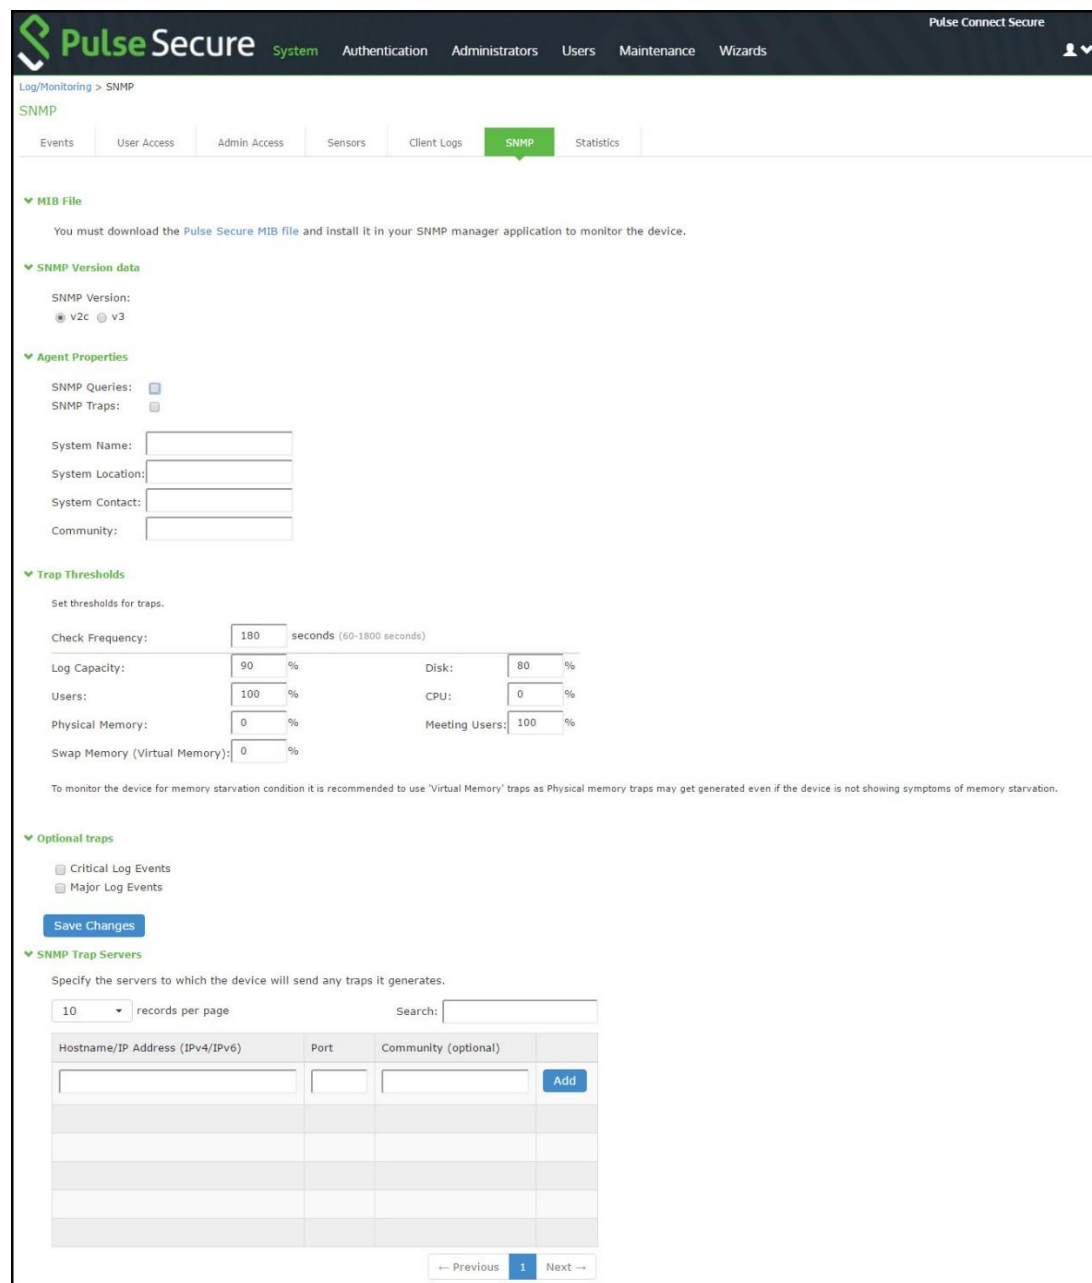 Pulse Connect Secure
Pulse Secure System Authentication Administrators Users Maintenance Wizards
Log/Monitoring > SNMP
SNMP
Events User Access Admin Access Sensors Client Logs SNMP Statistics
MIB File
You must download the Pulse Secure MIB file and install it in your SNMP manager application to monitor the device.
SNMP Version data
SNMP Version:
v2c v3
Agent Properties
SNMP Queries:
SNMP Traps:
System Name:
System Location:
System Contact:
Community:
Trap Thresholds
Set thresholds for traps.
Check Frequency: 180 seconds (60-1800 seconds)
Log Capacity: 90 % Disk: 80 %
Users: 100 % CPU: 0 %
Physical Memory: 0 % Meeting Users: 100 %
Swap Memory (Virtual Memory): 0 %
To monitor the device for memory starvation condition it is recommended to use 'Virtual Memory' traps as Physical memory traps may get generated even if the device is not showing symptoms of memory starvation.
Optional traps
Critical Log Events
Major Log Events
Save Changes
SNMP Trap Servers
Specify the servers to which the device will send any traps it generates.
10 records per page Search:
Hostname/IP Address (IPv4/IPv6) Port Community (optional)
Add
← Previous 1 Next →